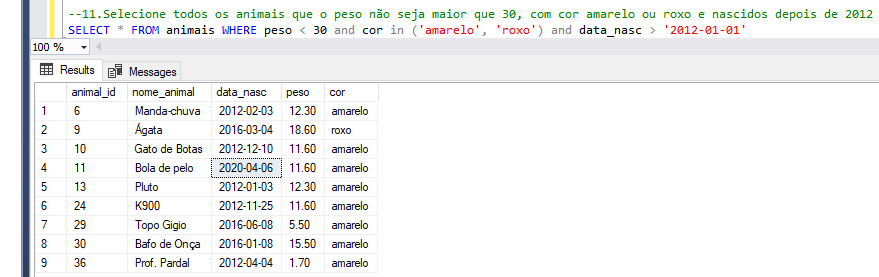 --11.Selecione todos os animais que o peso não seja maior que 30, com cor amarelo ou roxo e nascidos depois de 2012
SELECT * FROM animais WHERE peso < 30 and cor in ('amarelo', 'roxo') and data_nasc > '2012-01-01'
100 %
Results Messages
animal_id nome_animal data_nasc peso cor
1 6 Manda-chuva 2012-02-03 12.30 amarelo
2 9 Ágata 2016-03-04 18.60 roxo
3 10 Gato de Botas 2012-12-10 11.60 amarelo
4 11 Bola de pelo 2020-04-06 11.60 amarelo
5 13 Pluto 2012-01-03 12.30 amarelo
6 24 K900 2012-11-25 11.60 amarelo
7 29 Topo Gigio 2016-06-08 5.50 amarelo
8 30 Bafo de Onça 2016-01-08 15.50 amarelo
9 36 Prof. Pardal 2012-04-04 1.70 amarelo